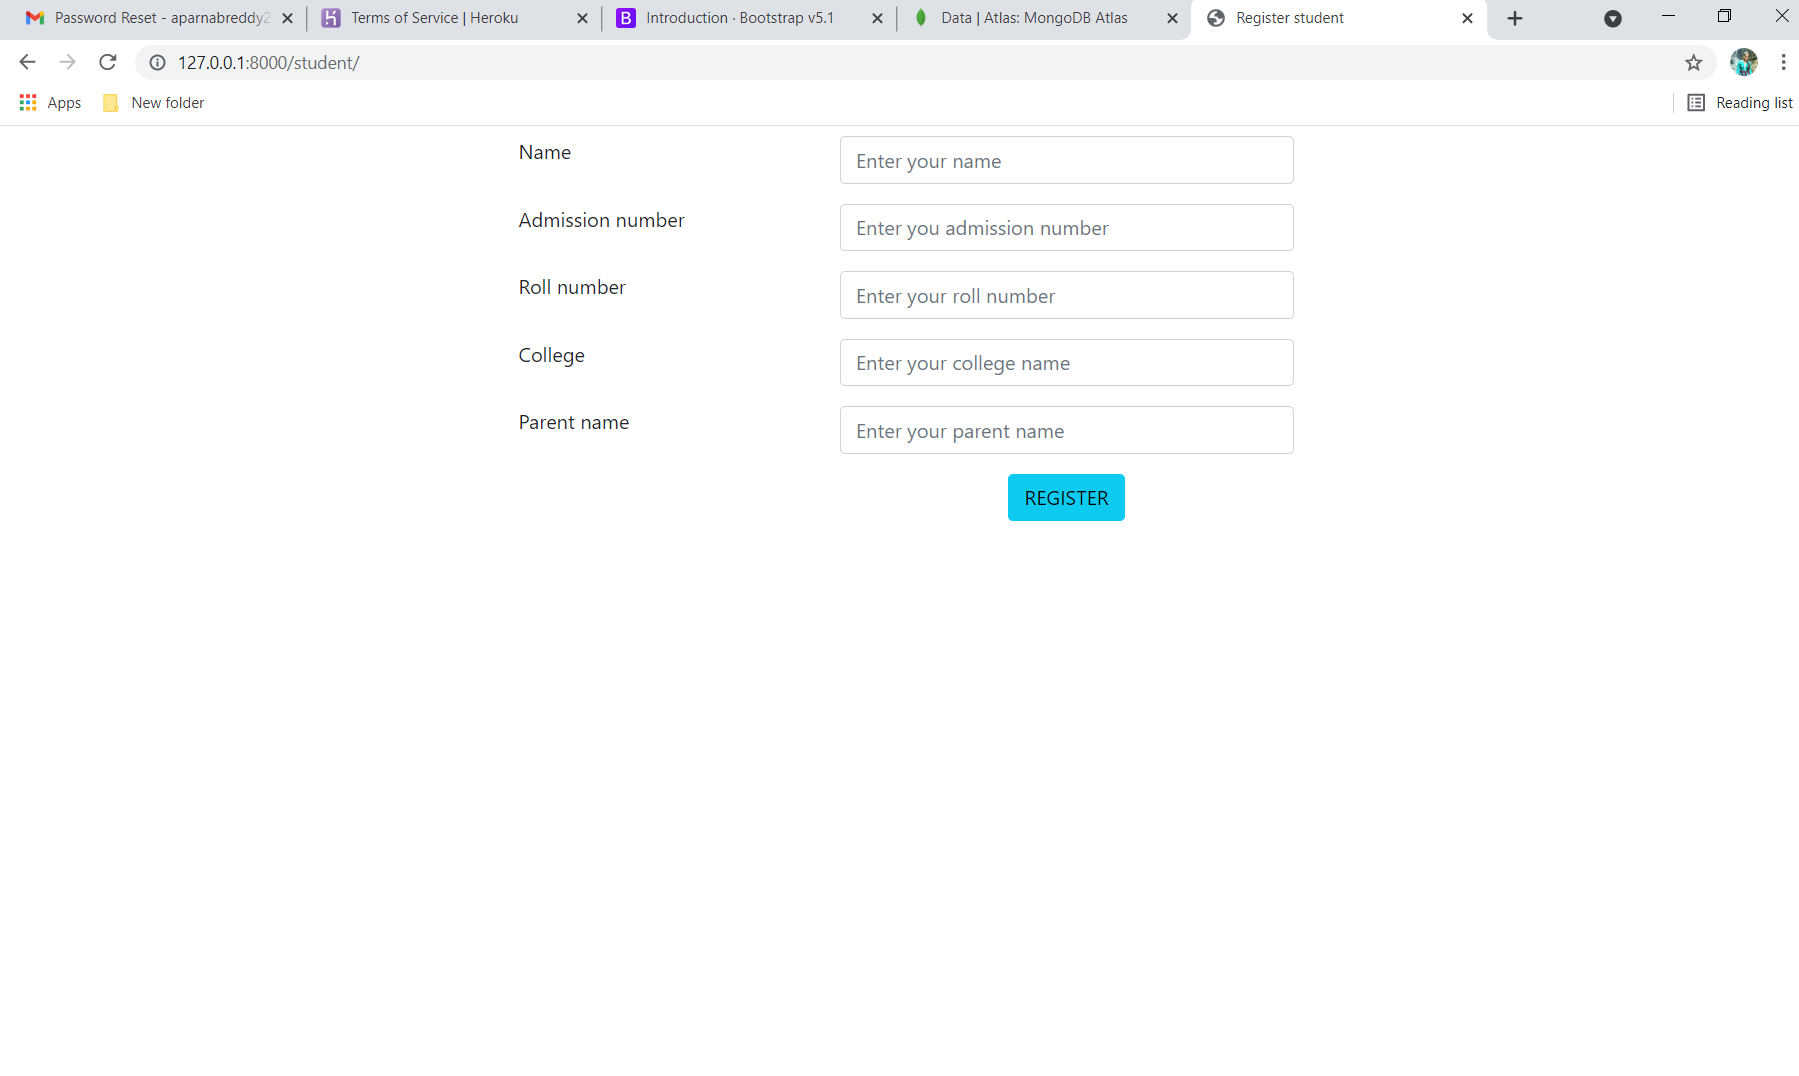 Password Reset - aparnabreddy2
Terms of Service | Heroku
B Introduction · Bootstrap v5.1
Data | Atlas: MongoDB Atlas
Register student
127.0.0.1:8000/student/
Apps New folder Reading list
Name Enter your name
Admission number Enter you admission number
Roll number Enter your roll number
College Enter your college name
Parent name Enter your parent name
REGISTER